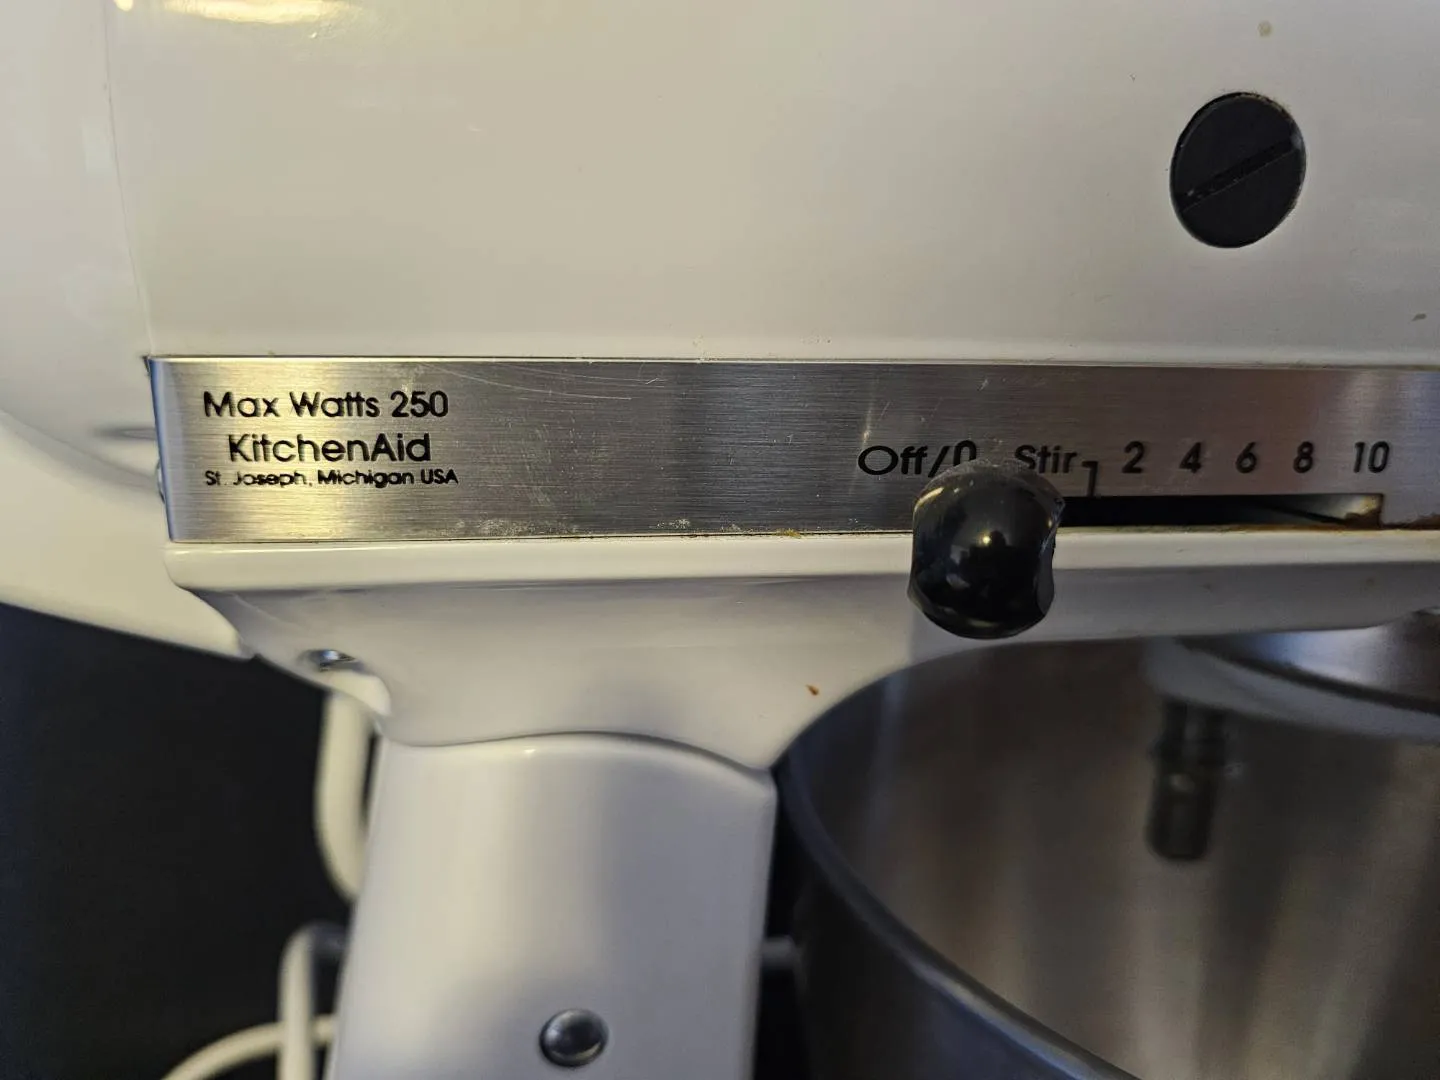 Max Watts 250
KitchenAid
St. Joseph, Michigan USA
Off/0 Stir 2 4 6 8 10